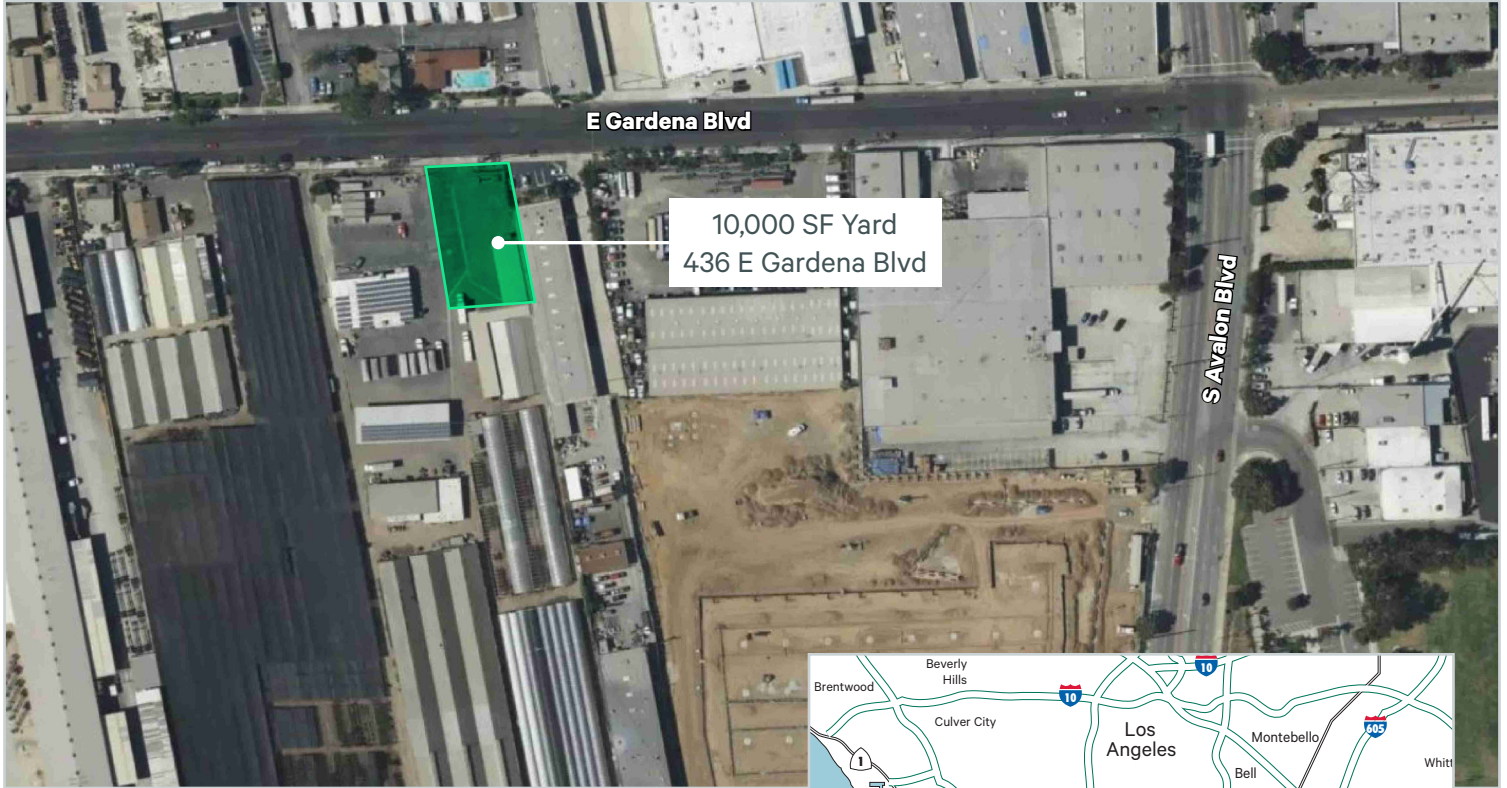 E Gardena Blvd
10,000 SF Yard
436 E Gardena Blvd
S Avalon Blvd
Beverly
Hills
10
Brentwood
10
Culver City
Los
Angeles
Montebello
605
1
Bell
Whitt